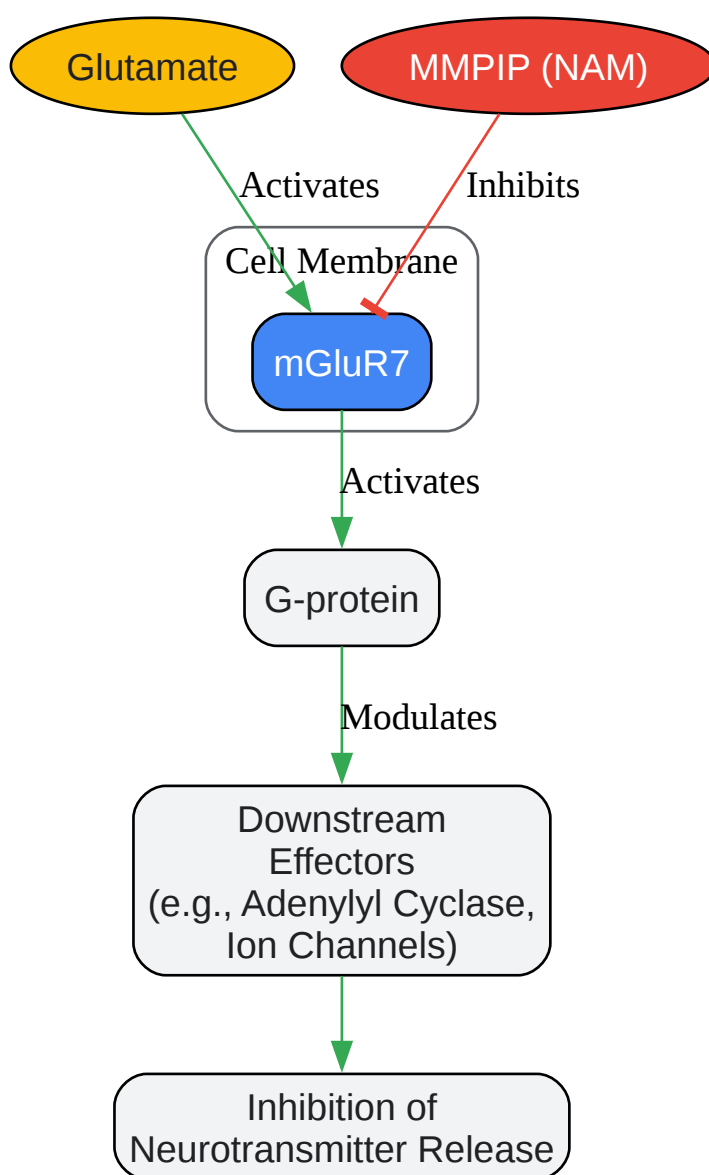 Glutamate
MMPIP (NAM)
Activates
Inhibits
Cell Membrane
mGluR7
Activates
G-protein
Modulates
Downstream
Effectors
(e.g., Adenylyl Cyclase,
Ion Channels)
Inhibition of
Neurotransmitter Release